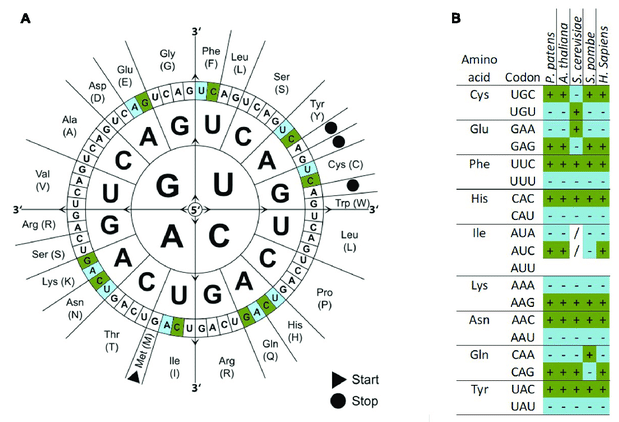 A
3'
Gly
(G)
Phe
(F)
Leu
(L)
Glu
(E)
Ser
(S)
Asp
(D)
Tyr
(Y)
Ala
(A)
Cys (C)
Val
(V)
Trp (W)
3'
3'
Arg (R)
Leu
(L)
Ser (S)
Lys (K)
Asn
(N)
Pro
(P)
Thr
(T)
Met (M)
Ile
(I)
Arg
(R)
Gln
(Q)
His
(H)
3'
5'
G U
A C
U C A G
U C A G
U C A G
U C A G
U C A G U C A G U C A G U C A G
U C A G U C A G U C A G U C A G
U C A G U C A G U C A G U C A G
U C A G U C A G U C A G U C A G
Start
Stop
B
Amino acid Codon P. patens A. thaliana S. cerevisiae S. pombe H. Sapiens
Cys UGC + + - + +
UGU - - + - -
Glu GAA - - + - -
GAG + + - + +
Phe UUC + + + + +
UUU - - - - -
His CAC + + + + +
CAU - - - - -
Ile AUA - - / - -
AUC + + / - +
AUU
Lys AAA - - - - -
AAG + + + + +
Asn AAC + + + + +
AAU - - - - -
Gln CAA - - - + -
CAG + + + - +
Tyr UAC + + + + +
UAU - - - - -